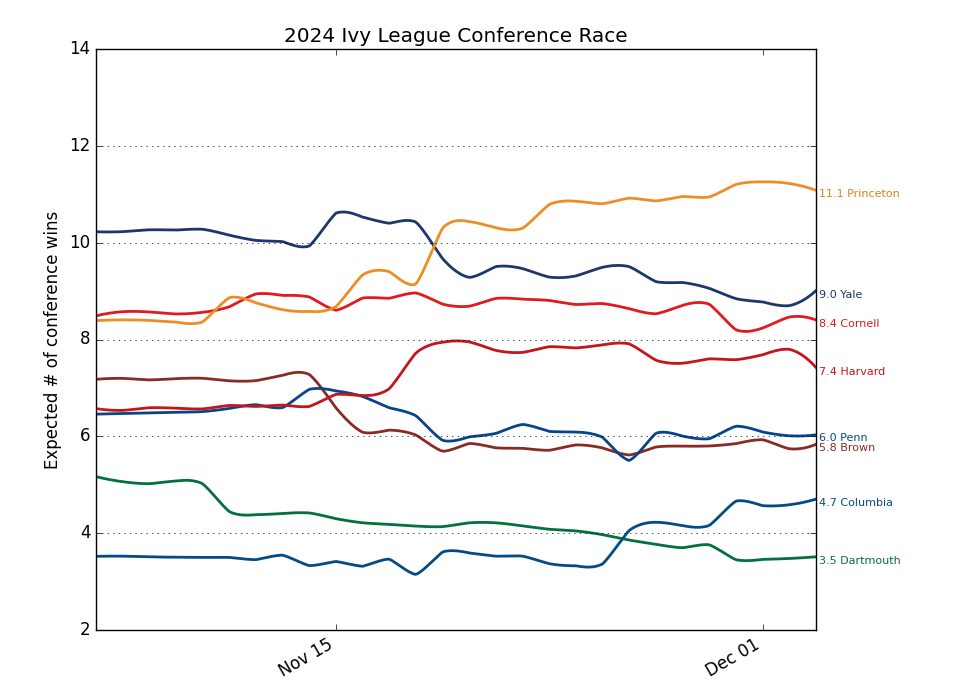 2024 Ivy League Conference Race
Expected # of conference wins
14
12
10
8
6
4
2
Nov 15
Dec 01
11.1 Princeton
9.0 Yale
8.4 Cornell
7.4 Harvard
6.0 Penn
5.8 Brown
4.7 Columbia
3.5 Dartmouth